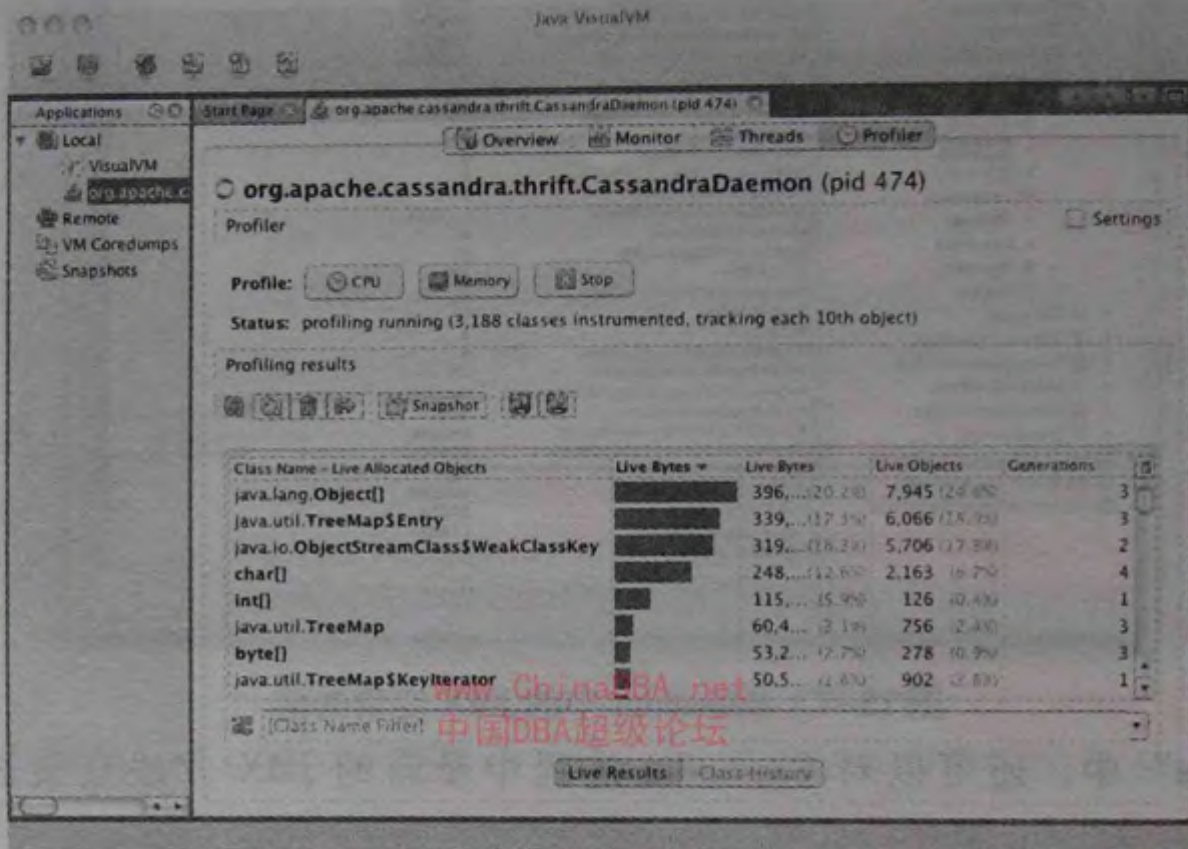 Java VisualVM
Applications
Start Page
org.apache.cassandra.thrift.CassandraDaemon (pid 474)
Local
VisualVM
org.apache.c
Remote
VM Coredumps
Snapshots
Overview
Monitor
Threads
Profiler
org.apache.cassandra.thrift.CassandraDaemon (pid 474)
Profiler
Settings
Profile: CPU Memory Stop
Status: profiling running (3,188 classes instrumented, tracking each 10th object)
Profiling results
Snapshot
Class Name - Live Allocated Objects Live Bytes Live Bytes Live Objects Generations
java.lang.Object[] 396,... 7,945 3
java.util.TreeMap$Entry 339,... 6,066 3
java.io.ObjectStreamClass$WeakClassKey 319,... 5,706 2
char[] 248,... 2,163 4
int[] 115,... 126 1
java.util.TreeMap 60,4... 756 3
byte[] 53,2... 278 3
java.util.TreeMap$KeyIterator 50,5... 902 1
www.ChinaDBA.net
[Class Name Filter]
中国DBA超级论坛
Live Results Class History